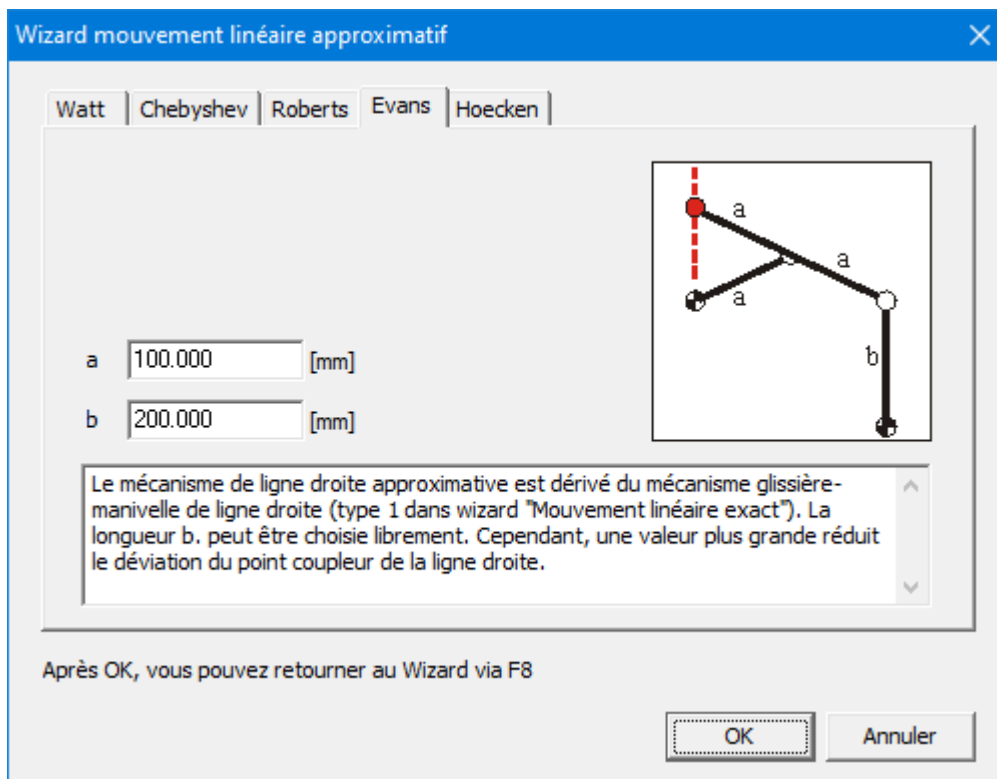 Wizard mouvement linéaire approximatif
Watt Chebyshev Roberts Evans Hoecken
a
a
a
b
a 100.000 [mm]
b 200.000 [mm]
Le mécanisme de ligne droite approximative est dérivé du mécanisme glissière-
manivelle de ligne droite (type 1 dans wizard "Mouvement linéaire exact"). La
longueur b. peut être choisie librement. Cependant, une valeur plus grande réduit
le déviation du point coupleur de la ligne droite.
Après OK, vous pouvez retourner au Wizard via F8
OK Annuler